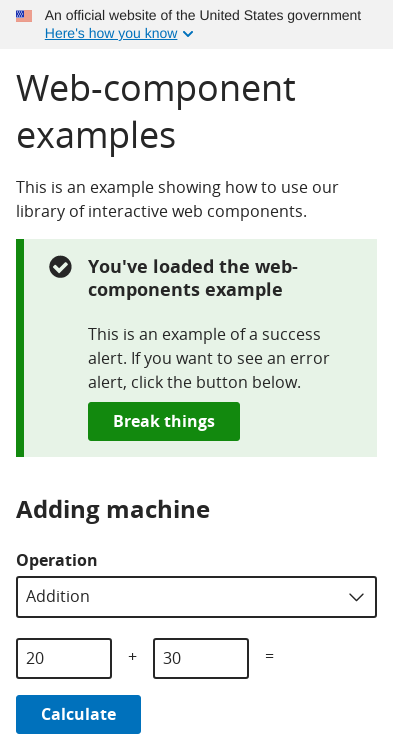 An official website of the United States government
Here's how you know
Web-component
examples
This is an example showing how to use our
library of interactive web components.
You've loaded the web-
components example
This is an example of a success
alert. If you want to see an error
alert, click the button below.
Break things
Adding machine
Operation
Addition
20 + 30 =
Calculate